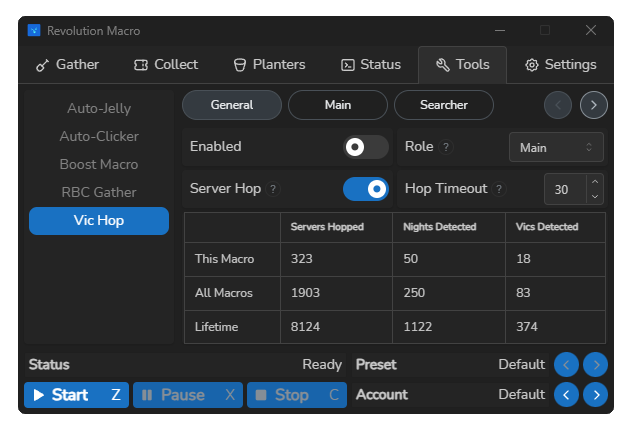 Revolution Macro
Gather Collect Planters Status Tools Settings
Auto-Jelly
Auto-Clicker
Boost Macro
RBC Gather
Vic Hop
General Main Searcher
Enabled Role ? Main
Server Hop ? Hop Timeout ? 30
Servers Hopped Nights Detected Vics Detected
This Macro 323 50 18
All Macros 1903 250 83
Lifetime 8124 1122 374
Status Ready Preset Default
Start Z Pause X Stop C Account Default